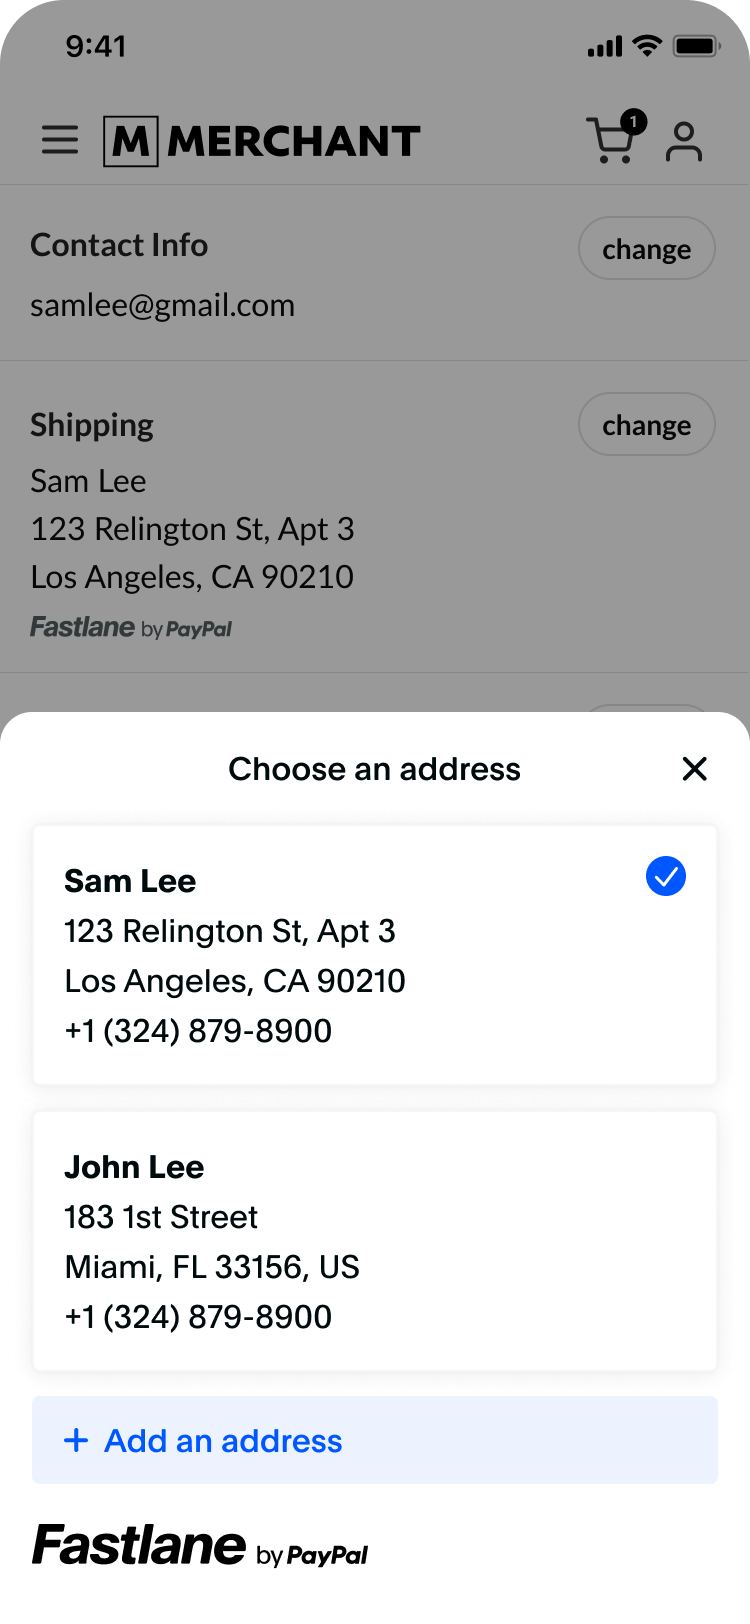 9:41
M MERCHANT
1
Contact Info
change
samlee@gmail.com
Shipping
change
Sam Lee
123 Relington St, Apt 3
Los Angeles, CA 90210
Fastlane by PayPal
Choose an address
Sam Lee
123 Relington St, Apt 3
Los Angeles, CA 90210
+1 (324) 879-8900
John Lee
183 1st Street
Miami, FL 33156, US
+1 (324) 879-8900
+ Add an address
Fastlane by PayPal